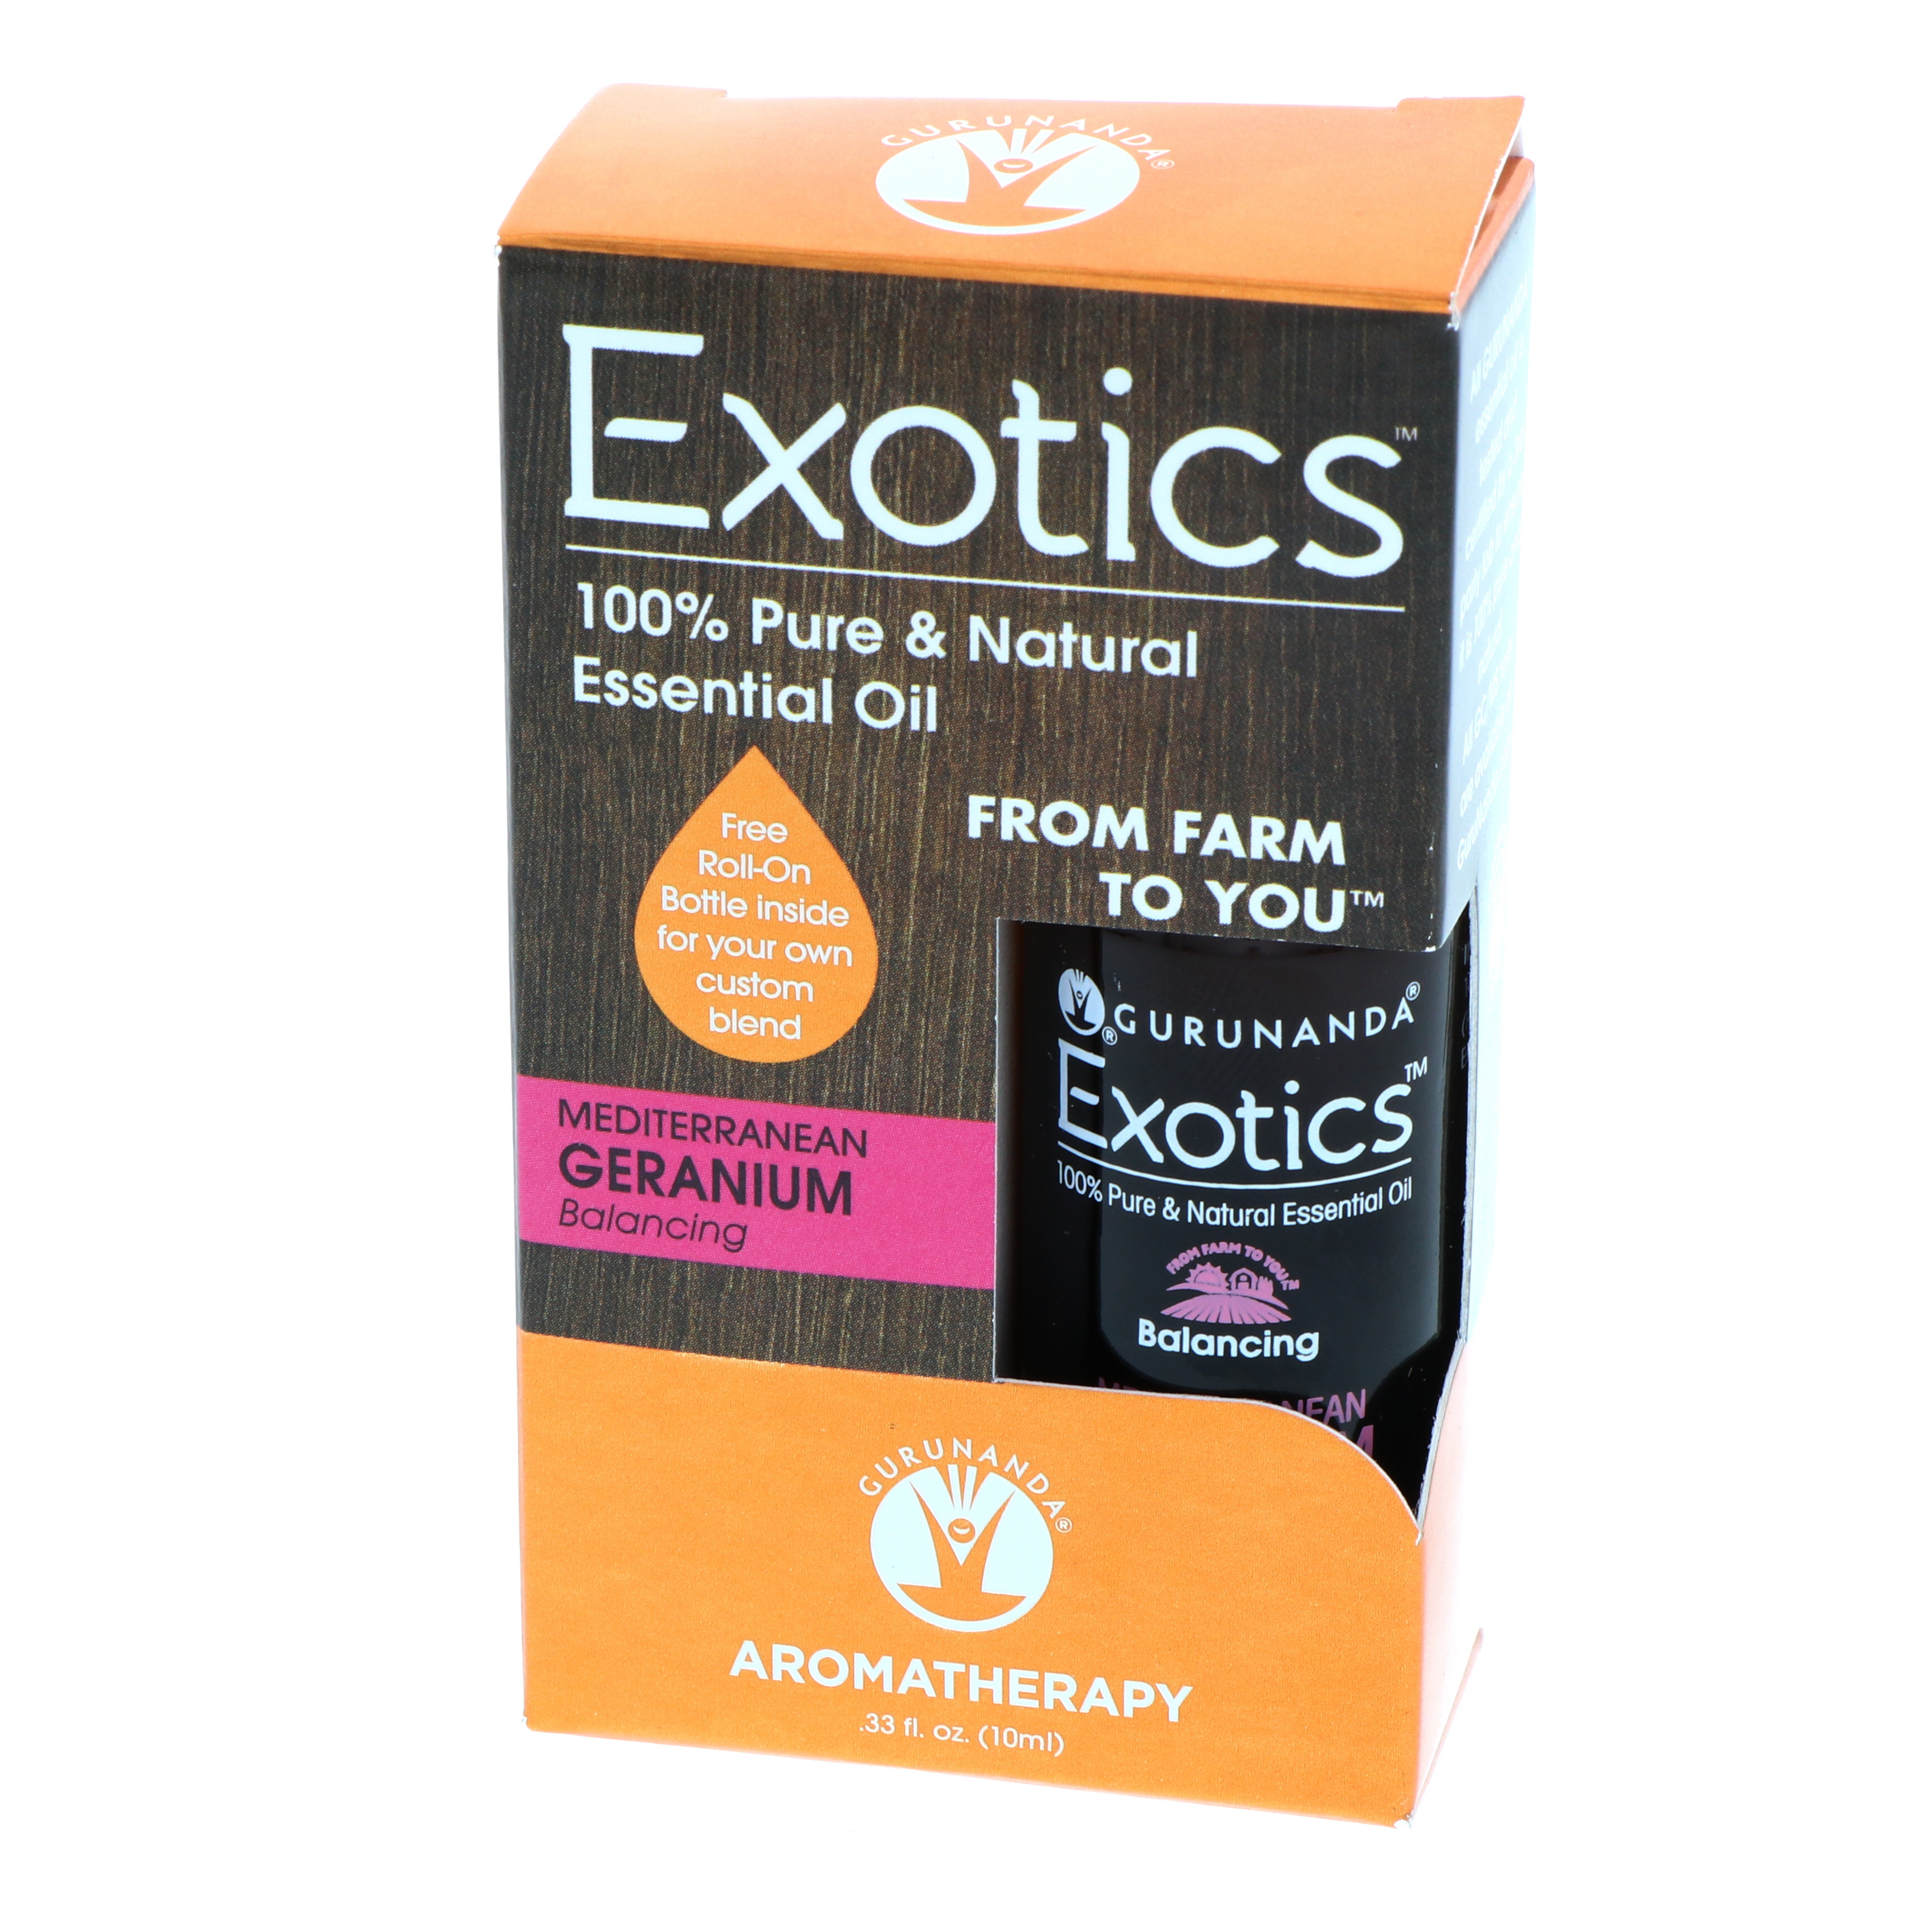 GURUNANDA®
Exotics™
100% Pure & Natural
Essential Oil
Free
Roll-On
Bottle inside
for your own
custom
blend
FROM FARM
TO YOU™
MEDITERRANEAN
GERANIUM
Balancing
GURUNANDA®
Exotics™
100% Pure & Natural Essential Oil
FROM FARM TO YOU™
Balancing
GURUNANDA®
AROMATHERAPY
.33 fl. oz. (10ml)